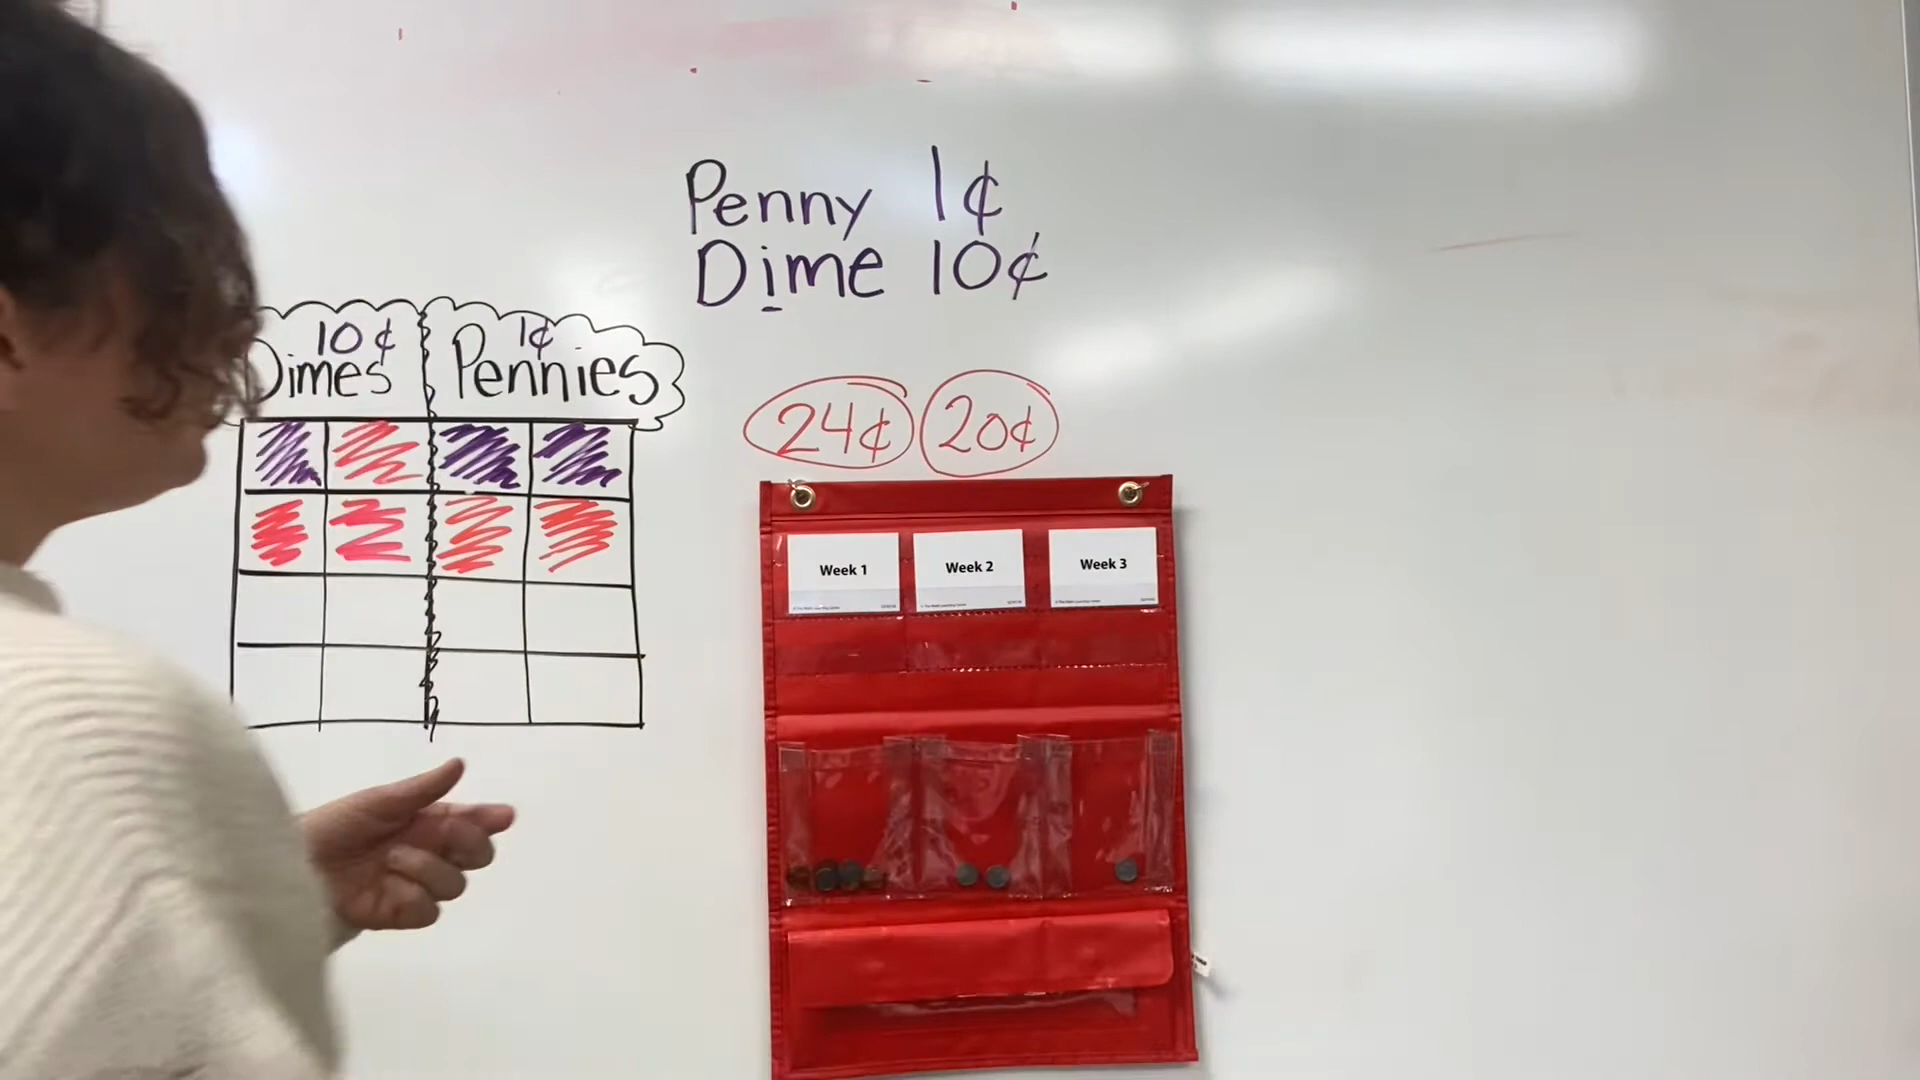 Penny 1¢
Dime 10¢
10¢ 1¢
Dimes Pennies
24¢ 20¢
Week 1 Week 2 Week 3